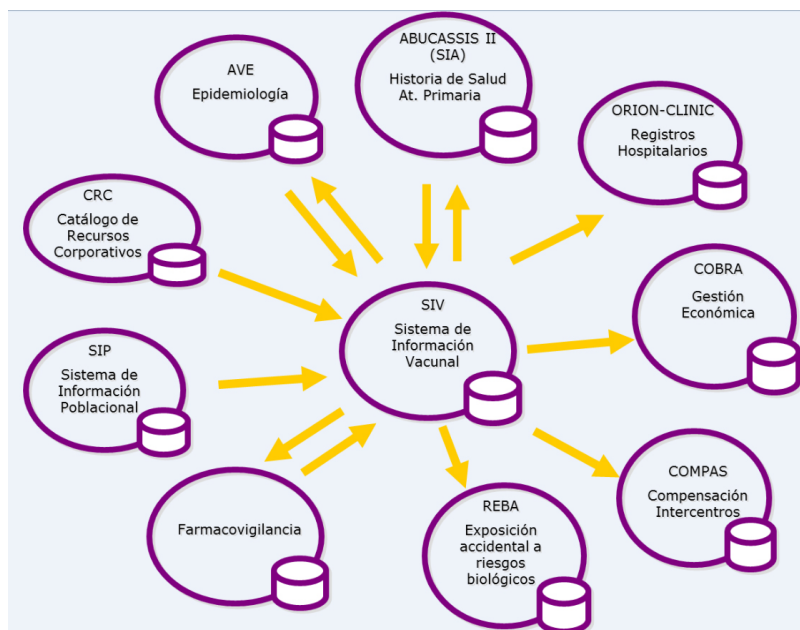 ABUCASSIS II
(SIA)
Historia de Salud
At. Primaria
AVE
Epidemiología
ORION-CLINIC
Registros
Hospitalarios
CRC
Catálogo de
Recursos
Corporativos
COBRA
Gestión
Económica
SIV
Sistema de
Información
Vacunal
SIP
Sistema de
Información
Poblacional
COMPAS
Compensación
Intercentros
Farmacovigilancia
REBA
Exposición
accidental a
riesgos
biológicos